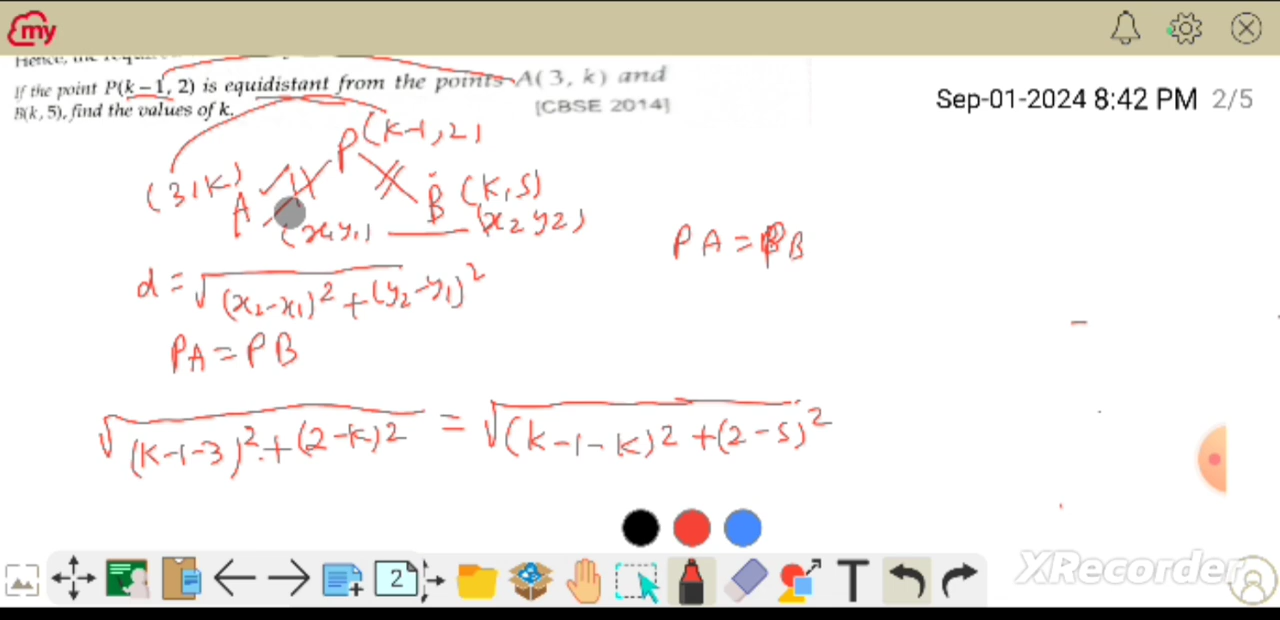 my
Hence, the
If the point P(k−1, 2) is equidistant from the points A(3, k) and
B(k, 5), find the values of k.
[CBSE 2014]
Sep-01-2024 8:42 PM 2/5
P(k-1, 2)
(3, k)
A
B (k, 5)
(x1 y1)
(x2 y2)
PA = PB
d = √(x2-x1)² + (y2-y1)²
PA = PB
√(k-1-3)² + (2-k)² = √(k-1-k)² + (2-5)²
2
T
XRecorder